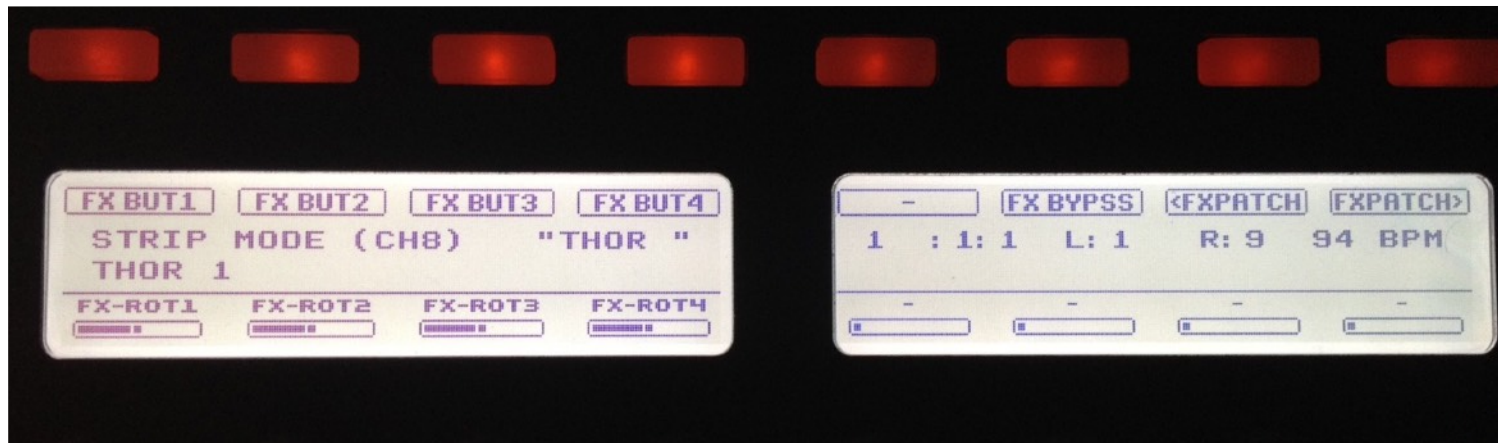 FX BUT1 FX BUT2 FX BUT3 FX BUT4
STRIP MODE (CH8) "THOR "
THOR 1
FX-ROT1 FX-ROT2 FX-ROT3 FX-ROT4
- FX BYPSS <FXPATCH FXPATCH>
1 : 1: 1 L: 1 R: 9 94 BPM
- - - -